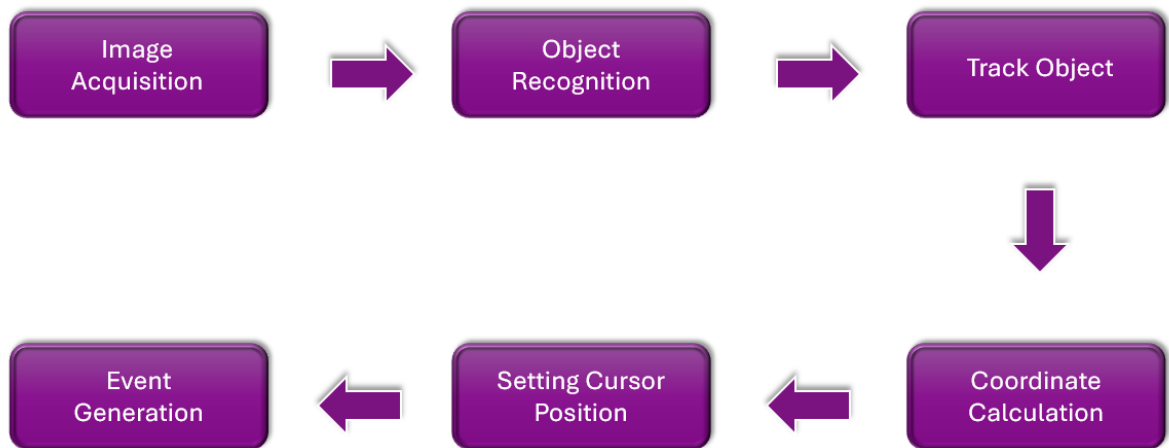 Image
Acquisition
Object
Recognition
Track Object
Event
Generation
Setting Cursor
Position
Coordinate
Calculation